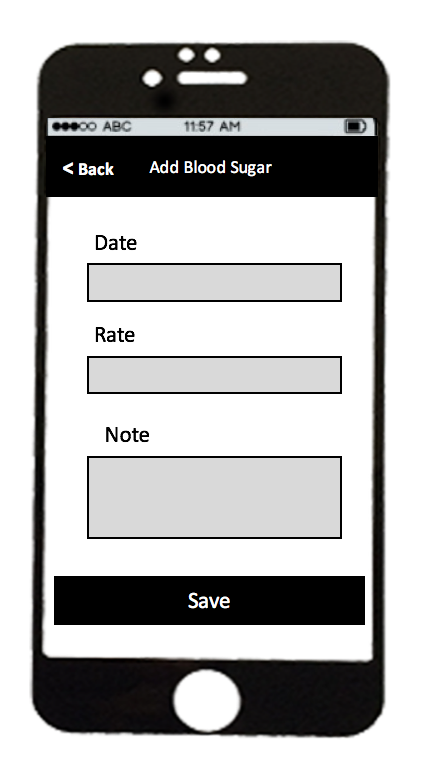 ABC 11:57 AM
< Back Add Blood Sugar
Date
Rate
Note
Save